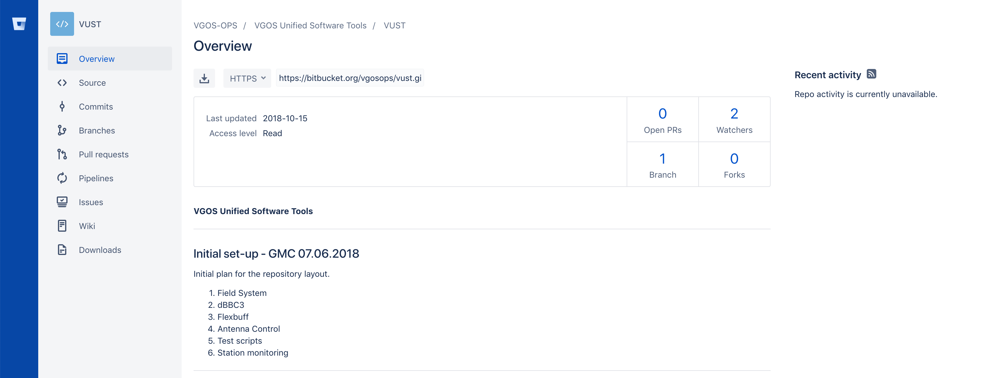 </> VUST
Overview
Source
Commits
Branches
Pull requests
Pipelines
Issues
Wiki
Downloads
VGOS-OPS / VGOS Unified Software Tools / VUST
Overview
HTTPS https://bitbucket.org/vgosops/vust.gi
Last updated 2018-10-15
Access level Read
0
Open PRs
2
Watchers
1
Branch
0
Forks
VGOS Unified Software Tools
Initial set-up - GMC 07.06.2018
Initial plan for the repository layout.
1. Field System
2. dBBC3
3. Flexbuff
4. Antenna Control
5. Test scripts
6. Station monitoring
Recent activity
Repo activity is currently unavailable.